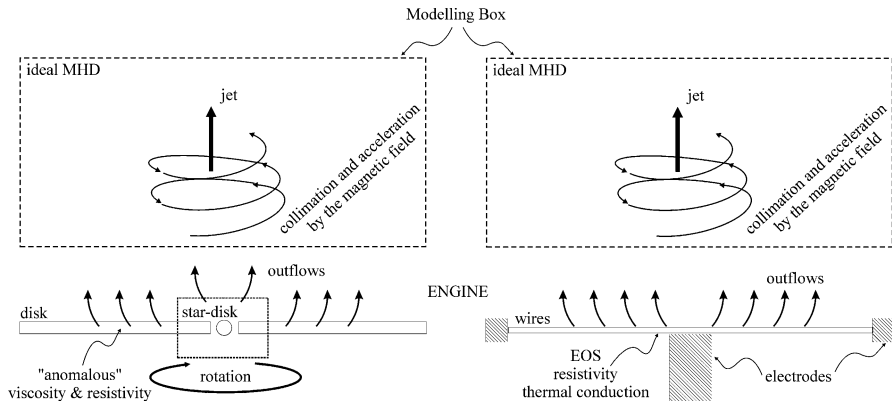 Modelling Box
ideal MHD
jet
collimation and acceleration
by the magnetic field
ideal MHD
jet
collimation and acceleration
by the magnetic field
outflows
disk
star-disk
"anomalous"
viscosity & resistivity
rotation
ENGINE
outflows
wires
EOS
resistivity
thermal conduction
electrodes